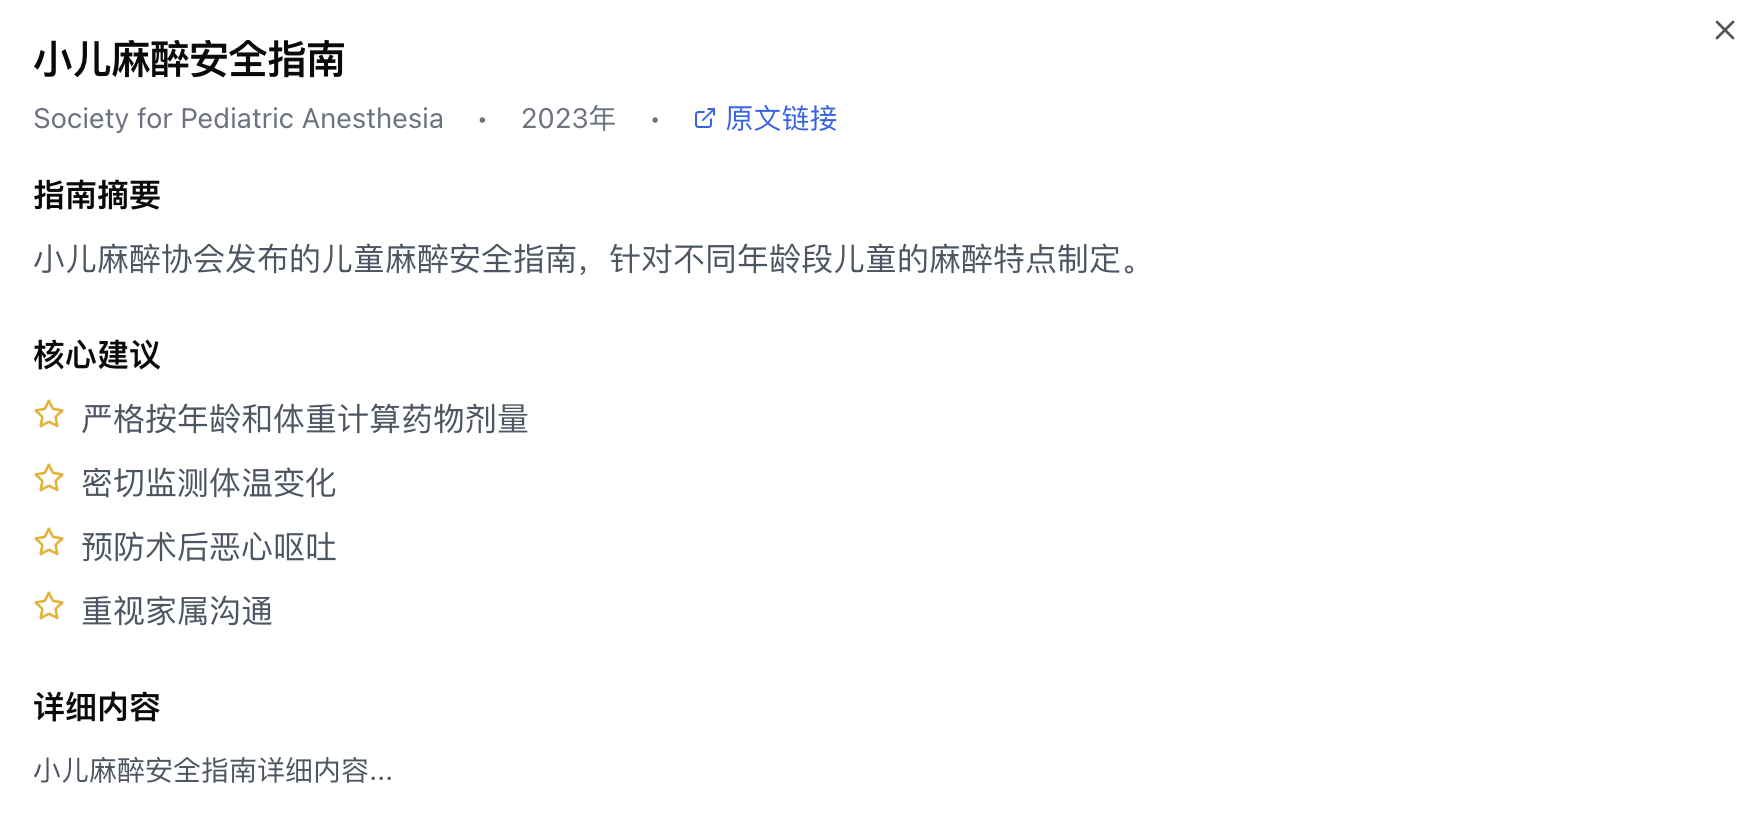 小儿麻醉安全指南
Society for Pediatric Anesthesia • 2023年 • 原文链接
指南摘要
小儿麻醉协会发布的儿童麻醉安全指南，针对不同年龄段儿童的麻醉特点制定。
核心建议
严格按年龄和体重计算药物剂量
密切监测体温变化
预防术后恶心呕吐
重视家属沟通
详细内容
小儿麻醉安全指南详细内容...